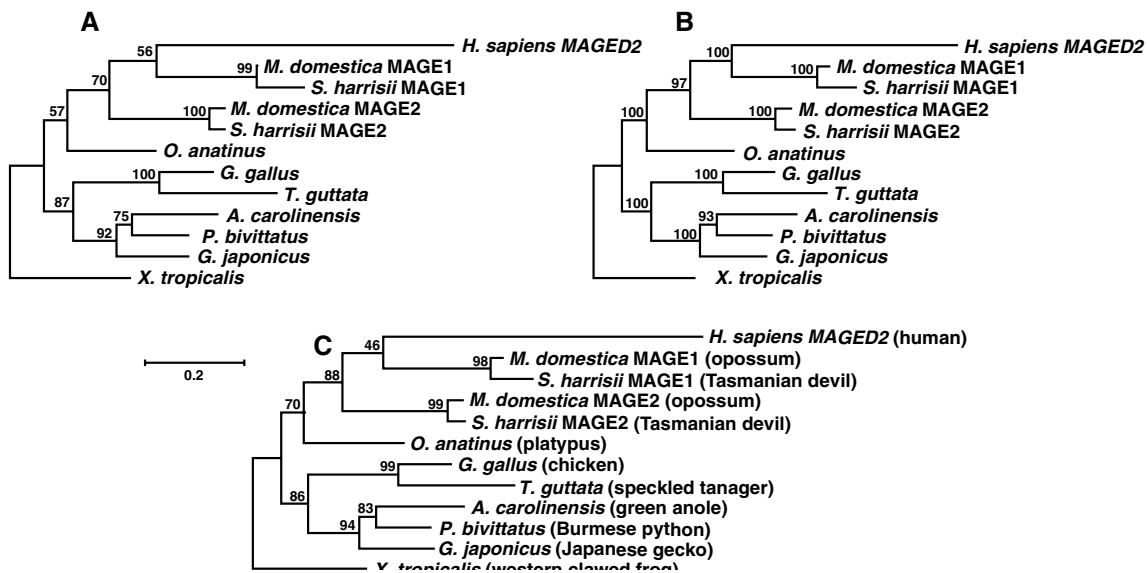 A
56
H. sapiens MAGED2
99
M. domestica MAGE1
70
S. harrisii MAGE1
100
M. domestica MAGE2
57
S. harrisii MAGE2
O. anatinus
100
G. gallus
T. guttata
87
75
A. carolinensis
92
P. bivittatus
G. japonicus
X. tropicalis
B
100
H. sapiens MAGED2
100
M. domestica MAGE1
97
S. harrisii MAGE1
100
M. domestica MAGE2
100
S. harrisii MAGE2
O. anatinus
100
G. gallus
T. guttata
100
93
A. carolinensis
100
P. bivittatus
G. japonicus
X. tropicalis
0.2
C
46
H. sapiens MAGED2 (human)
98
M. domestica MAGE1 (opossum)
88
S. harrisii MAGE1 (Tasmanian devil)
99
M. domestica MAGE2 (opossum)
70
S. harrisii MAGE2 (Tasmanian devil)
O. anatinus (platypus)
99
G. gallus (chicken)
T. guttata (speckled tanager)
86
83
A. carolinensis (green anole)
94
P. bivittatus (Burmese python)
G. japonicus (Japanese gecko)
X. tropicalis (western clawed frog)